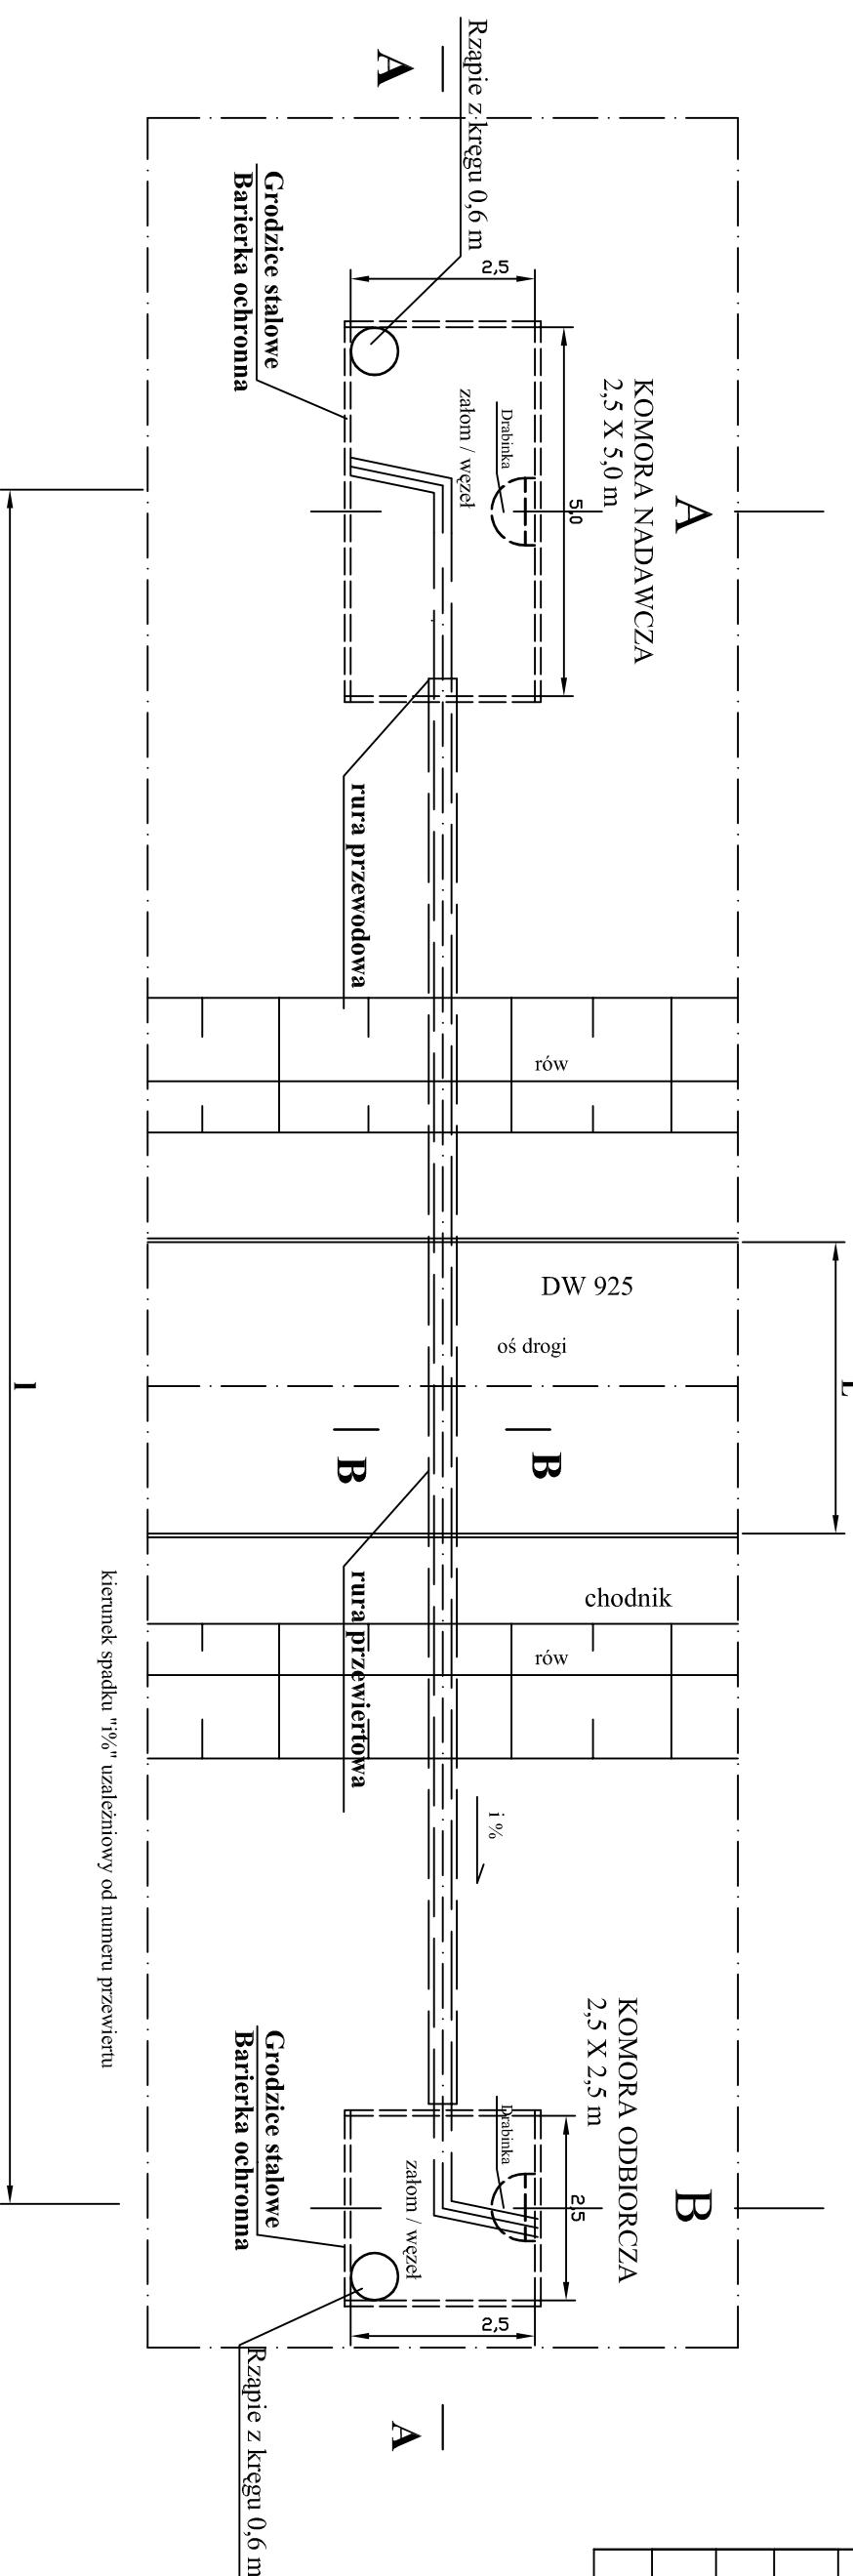 A
Rząpie z kręgu 0,6 m
Grodzice stalowe
Barierka ochronna
2,5
KOMORA NADAWCZA
2,5 X 5,0 m
A
załom / węzeł
Drabinka
5,0
rura przewodowa
rów
DW 925
oś drogi
L
l
B
B
chodnik
rów
rura przewiertowa
kierunek spadku "i%" uzależniowy od numeru przewiertu
i %
KOMORA ODBIORCZA
2,5 X 2,5 m
B
Grodzice stalowe
Barierka ochronna
Drabinka
załom / węzeł
2,5
2,5
Rząpie z kręgu 0,6 m
A